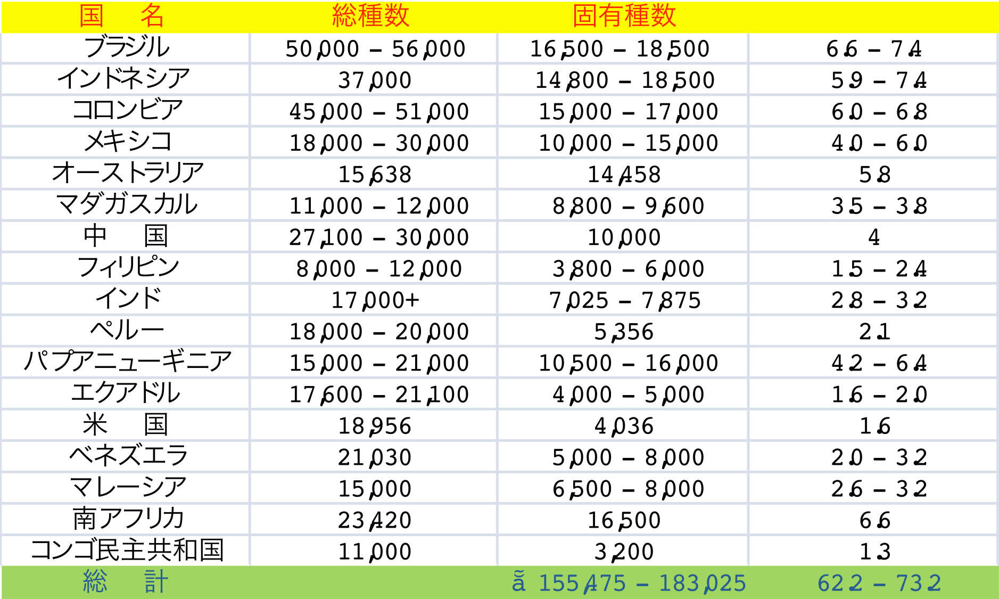 国 名 総種数 固有種数
ブラジル 50,000 – 56,000 16,500 – 18,500 6.6 – 7.4
インドネシア 37,000 14,800 – 18,500 5.9 – 7.4
コロンビア 45,000 – 51,000 15,000 – 17,000 6.0 – 6.8
メキシコ 18,000 – 30,000 10,000 – 15,000 4.0 – 6.0
オーストラリア 15,638 14,458 5.8
マダガスカル 11,000 – 12,000 8,800 – 9,600 3.5 – 3.8
中 国 27,100 – 30,000 10,000 4
フィリピン 8,000 – 12,000 3,800 – 6,000 1.5 – 2.4
インド 17,000+ 7,025 – 7,875 2.8 – 3.2
ペルー 18,000 – 20,000 5,356 2.1
パプアニューギニア 15,000 – 21,000 10,500 – 16,000 4.2 – 6.4
エクアドル 17,600 – 21,100 4,000 – 5,000 1.6 – 2.0
米 国 18,956 4,036 1.6
ベネズエラ 21,030 5,000 – 8,000 2.0 – 3.2
マレーシア 15,000 6,500 – 8,000 2.6 – 3.2
南アフリカ 23,420 16,500 6.6
コンゴ民主共和国 11,000 3,200 1.3
総 計 ã̃ 155,475 – 183,025 62.2 – 73.2